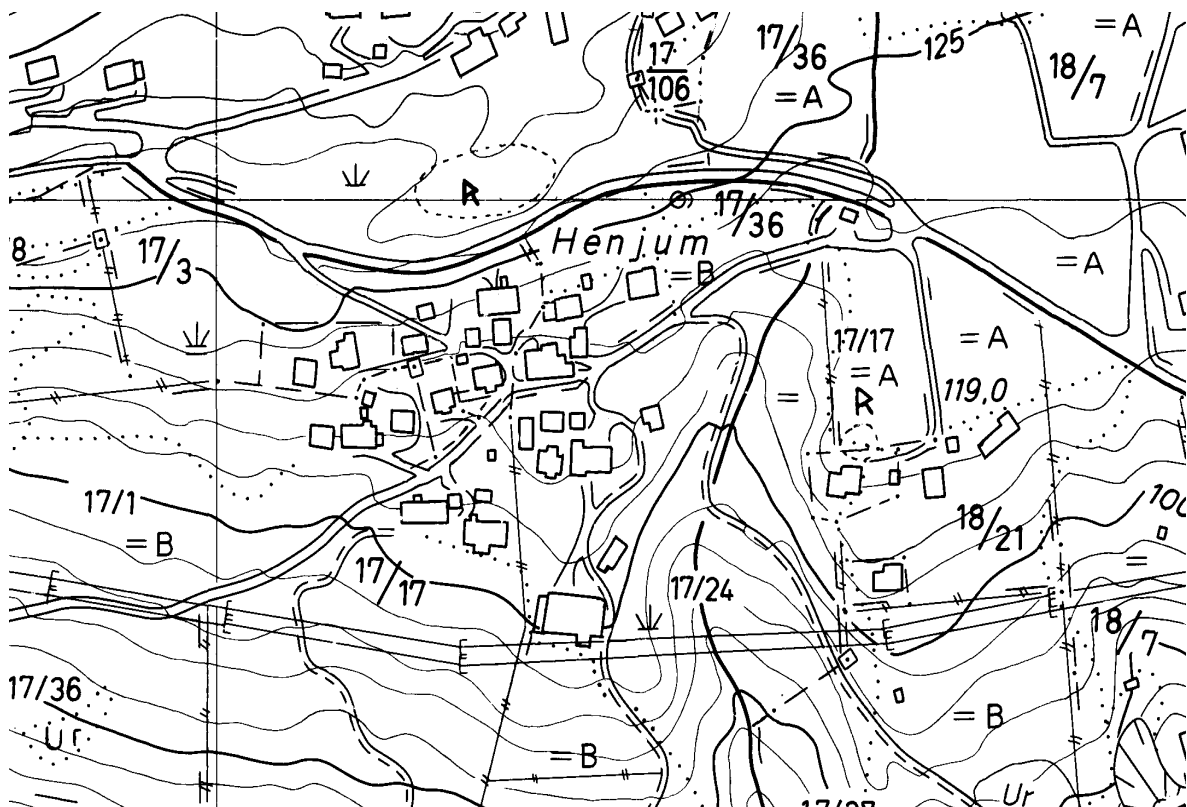 = A
17/36
17/106
125
18/7
= A
R
17/36
Henjum
8
17/3
= B
= A
17/17
= A
= A
R
119,0
=
17/1
= B
=
100
18/21
17/17
17/24
=
18/7
17/36
Ur
= B
= B
Ur